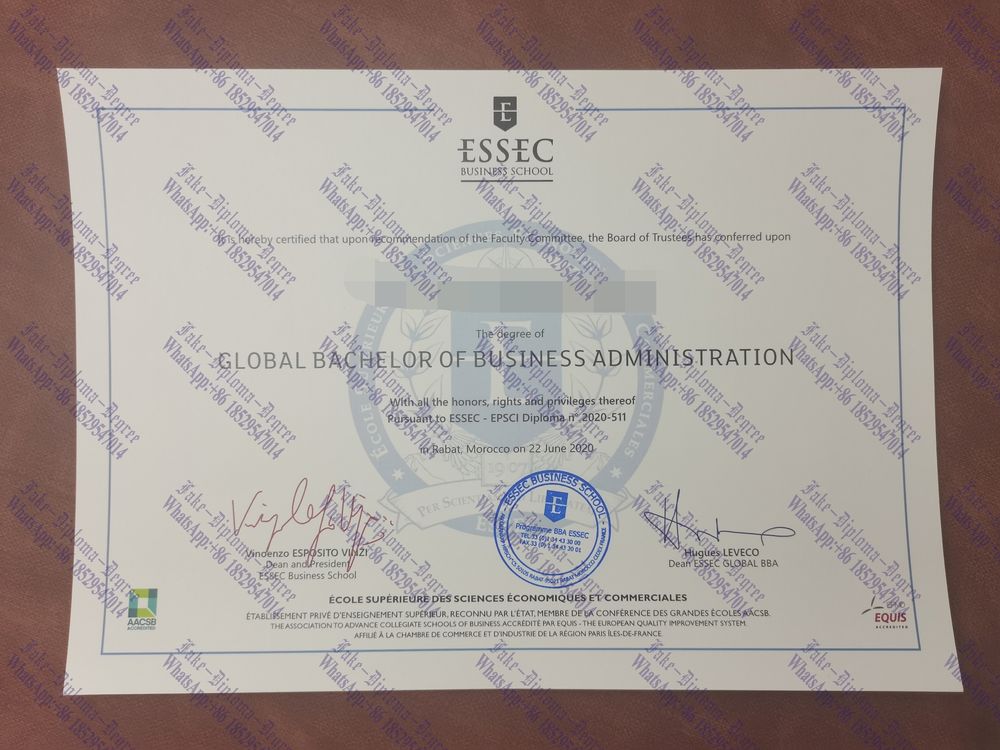 E
ESSEC
BUSINESS SCHOOL
It is hereby certified that upon recommendation of the Faculty Committee, the Board of Trustees has conferred upon
The degree of
GLOBAL BACHELOR OF BUSINESS ADMINISTRATION
With all the honors, rights and privileges thereof
Pursuant to ESSEC - EPSCI Diploma n° 2020-511
in Rabat, Morocco on 22 June 2020
1907
PER SCIENTIAM LIBERTATEM
ESSEC BUSINESS SCHOOL
E
Programme BBA ESSEC
Vincenzo ESPOSITO VINZI
Dean and President
ESSEC Business School
Hugues LEVECO
Dean ESSEC GLOBAL BBA
ÉCOLE SUPÉRIEURE DES SCIENCES ÉCONOMIQUES ET COMMERCIALES
ÉTABLISSEMENT PRIVÉ D'ENSEIGNEMENT SUPÉRIEUR, RECONNU PAR L'ÉTAT, MEMBRE DE LA CONFÉRENCE DES GRANDES ÉCOLES AACSB.
THE ASSOCIATION TO ADVANCE COLLEGIATE SCHOOLS OF BUSINESS ACCRÉDITÉ PAR EQUIS - THE EUROPEAN QUALITY IMPROVEMENT SYSTEM.
AFFILIÉ À LA CHAMBRE DE COMMERCE ET D'INDUSTRIE DE LA RÉGION PARIS ÎLES-DE-FRANCE.
AACSB
ACCREDITED
EFMD
EQUIS
ACCREDITED
Fake-Diploma-Degree
WhatsApp:+86 18529547014